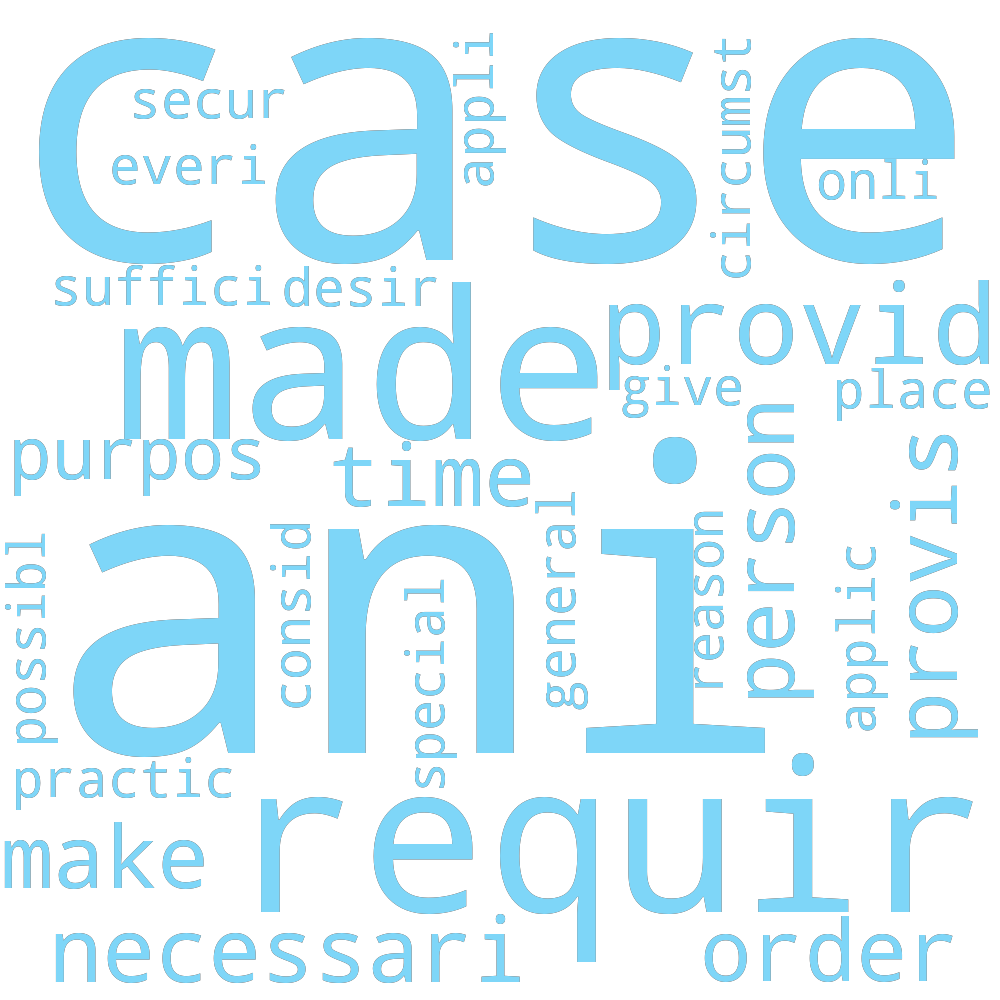 case
secur
appli
circumst
everi
onli
suffici
desir
made
provid
give
place
purpos
time
person
provis
ani
possibl
consid
special
general
reason
applic
practic
requir
make
necessari
order